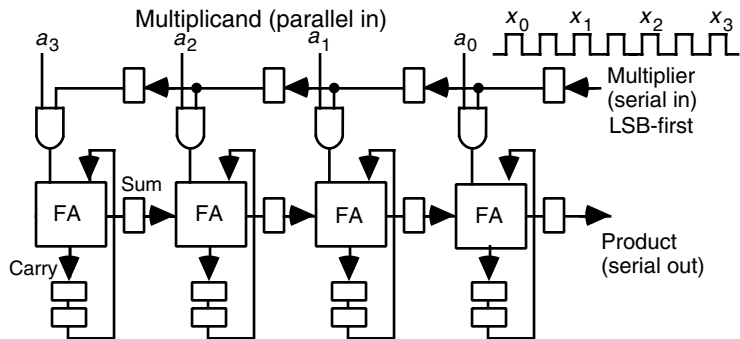 Multiplicand (parallel in)
x0 x1 x2 x3
a3 a2 a1 a0
Multiplier
(serial in)
LSB-first
Sum
FA FA FA FA
Carry
Product
(serial out)